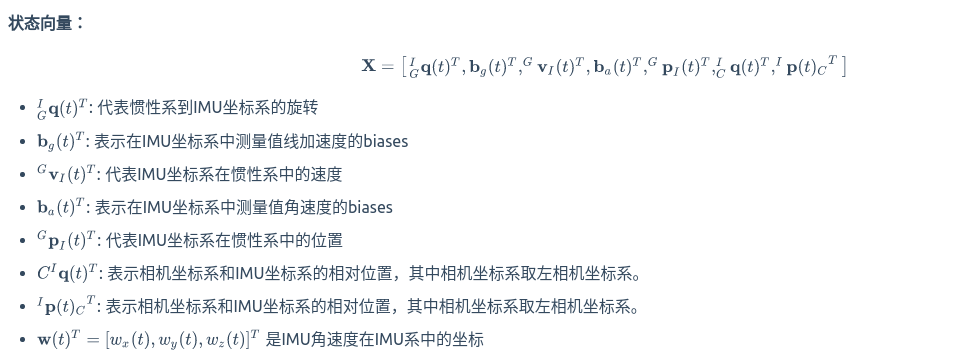 状态向量：
$\mathbf{X} = \left[ {}^I_G\mathbf{q}(t)^T, \mathbf{b}_g(t)^T, {}^G\mathbf{v}_I(t)^T, \mathbf{b}_a(t)^T, {}^G\mathbf{p}_I(t)^T, {}^I_C\mathbf{q}(t)^T, {}^I\mathbf{p}(t)_C{}^T \right]$
• ${}^I_G\mathbf{q}(t)^T$: 代表惯性系到IMU坐标系的旋转
• $\mathbf{b}_g(t)^T$: 表示在IMU坐标系中测量值线加速度的biases
• ${}^G\mathbf{v}_I(t)^T$: 代表IMU坐标系在惯性系中的速度
• $\mathbf{b}_a(t)^T$: 表示在IMU坐标系中测量值角速度的biases
• ${}^G\mathbf{p}_I(t)^T$: 代表IMU坐标系在惯性系中的位置
• $C^I\mathbf{q}(t)^T$: 表示相机坐标系和IMU坐标系的相对位置，其中相机坐标系取左相机坐标系。
• ${}^I\mathbf{p}(t)_C{}^T$: 表示相机坐标系和IMU坐标系的相对位置，其中相机坐标系取左相机坐标系。
• $\mathbf{w}(t)^T = [w_x(t), w_y(t), w_z(t)]^T$ 是IMU角速度在IMU系中的坐标